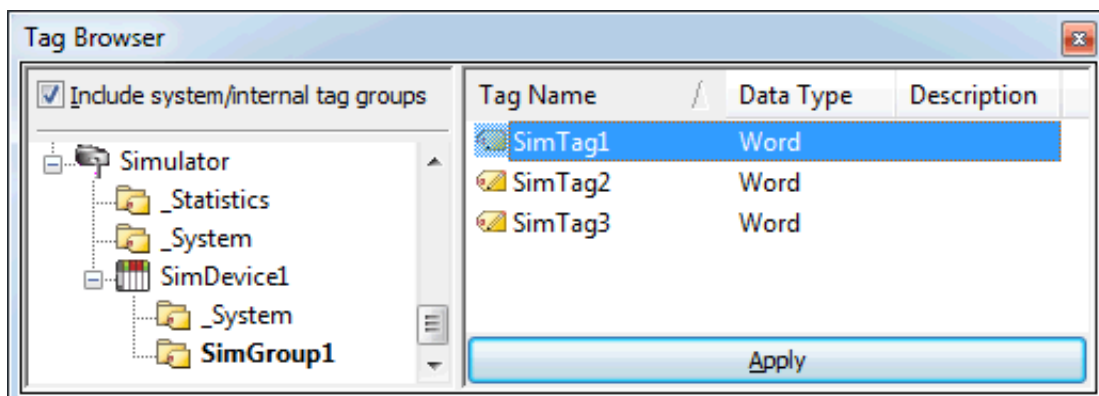 Tag Browser
Include system/internal tag groups
Simulator
_Statistics
_System
SimDevice1
_System
SimGroup1
Tag Name Data Type Description
SimTag1 Word
SimTag2 Word
SimTag3 Word
Apply